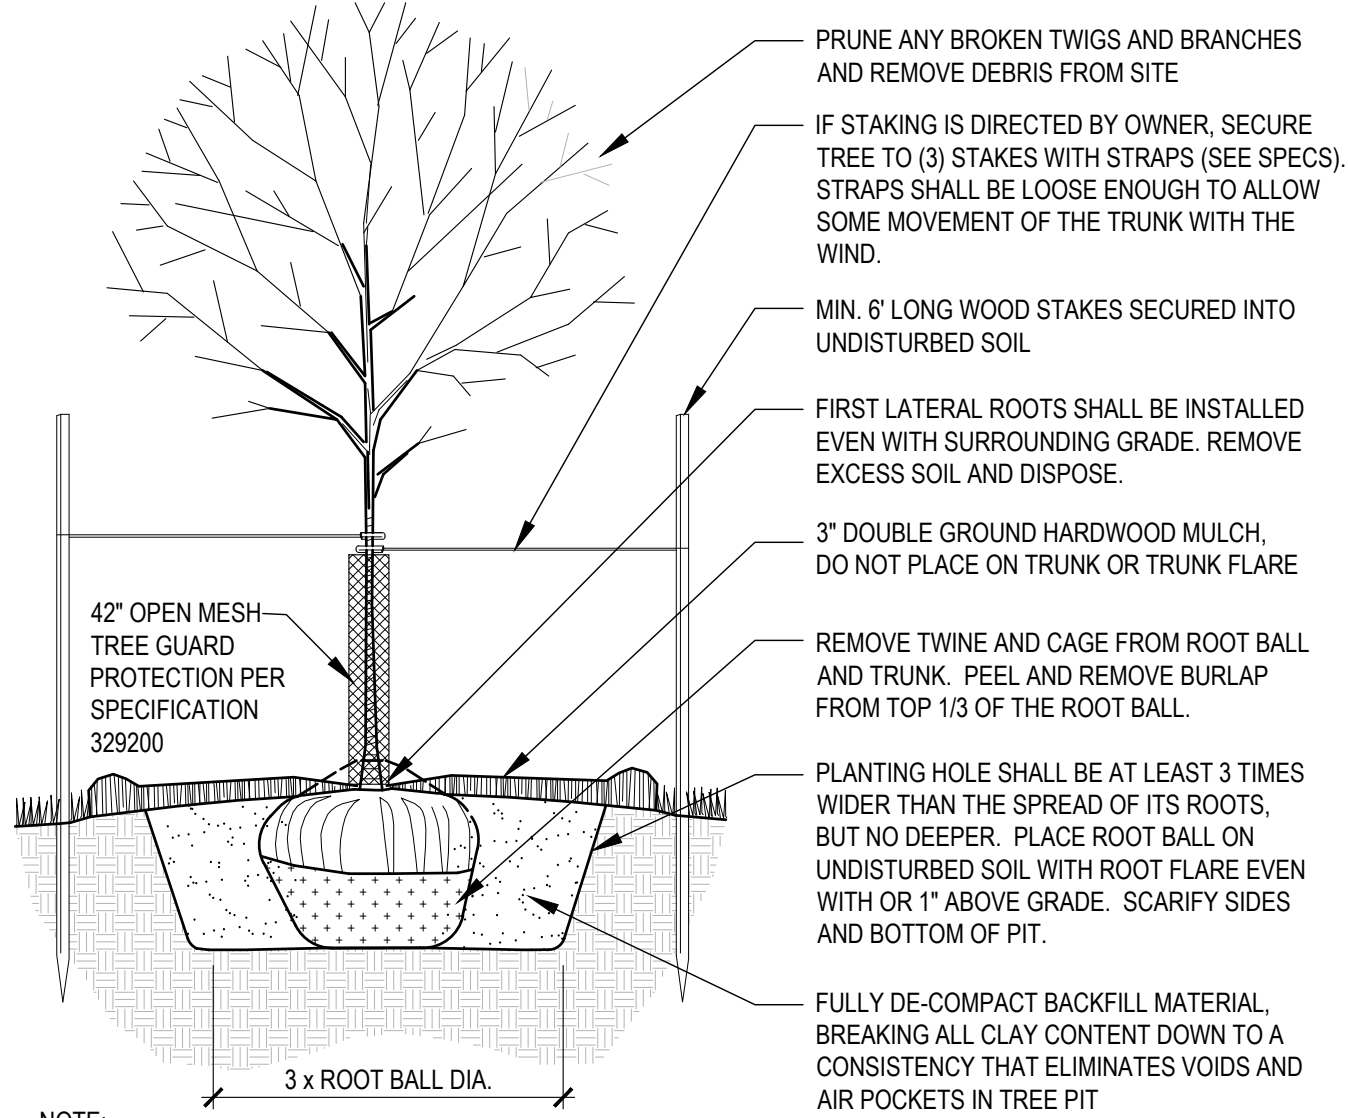 PRUNE ANY BROKEN TWIGS AND BRANCHES
AND REMOVE DEBRIS FROM SITE
IF STAKING IS DIRECTED BY OWNER, SECURE
TREE TO (3) STAKES WITH STRAPS (SEE SPECS).
STRAPS SHALL BE LOOSE ENOUGH TO ALLOW
SOME MOVEMENT OF THE TRUNK WITH THE
WIND.
MIN. 6' LONG WOOD STAKES SECURED INTO
UNDISTURBED SOIL
FIRST LATERAL ROOTS SHALL BE INSTALLED
EVEN WITH SURROUNDING GRADE. REMOVE
EXCESS SOIL AND DISPOSE.
3" DOUBLE GROUND HARDWOOD MULCH,
DO NOT PLACE ON TRUNK OR TRUNK FLARE
42" OPEN MESH
TREE GUARD
PROTECTION PER
SPECIFICATION
329200
REMOVE TWINE AND CAGE FROM ROOT BALL
AND TRUNK. PEEL AND REMOVE BURLAP
FROM TOP 1/3 OF THE ROOT BALL.
PLANTING HOLE SHALL BE AT LEAST 3 TIMES
WIDER THAN THE SPREAD OF ITS ROOTS,
BUT NO DEEPER. PLACE ROOT BALL ON
UNDISTURBED SOIL WITH ROOT FLARE EVEN
WITH OR 1" ABOVE GRADE. SCARIFY SIDES
AND BOTTOM OF PIT.
FULLY DE-COMPACT BACKFILL MATERIAL,
BREAKING ALL CLAY CONTENT DOWN TO A
CONSISTENCY THAT ELIMINATES VOIDS AND
AIR POCKETS IN TREE PIT
3 x ROOT BALL DIA.
NOTE: